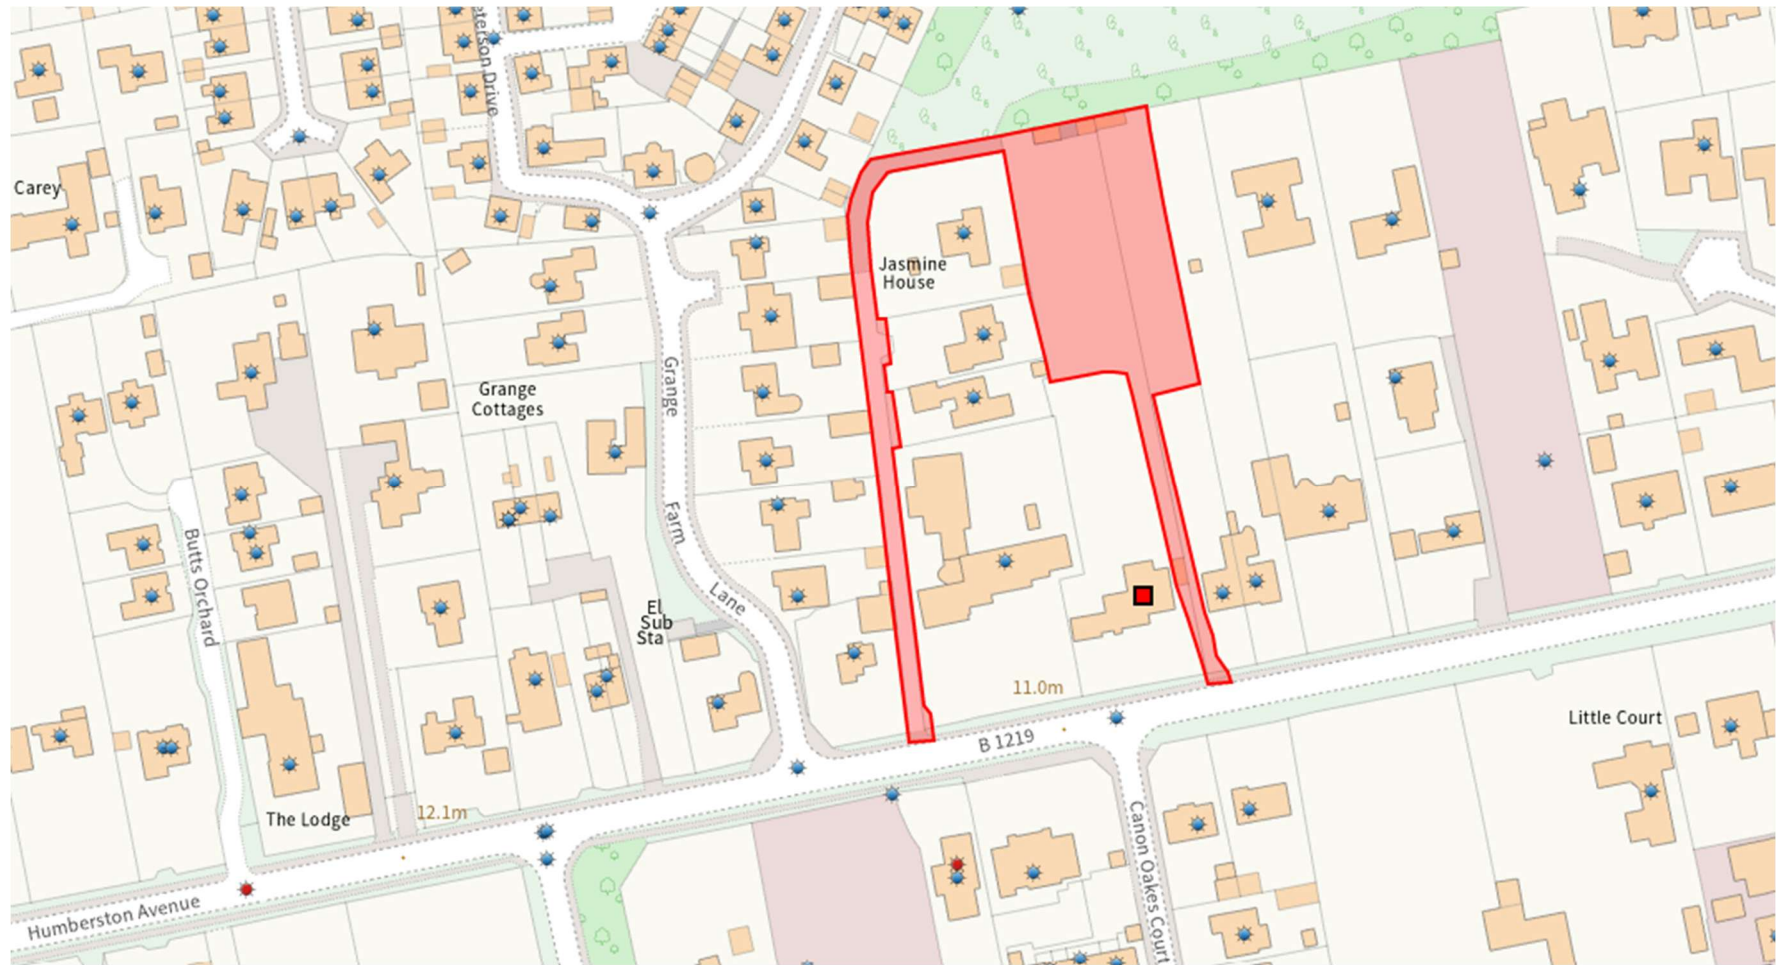 Carey
Jasmine
House
Grange
Cottages
Grange
Farm
Lane
Butts Orchard
El
Sub
Sta
11.0m
B 1219
Little Court
The Lodge
12.1m
Canon Oakes Court
Humberston Avenue
Drive